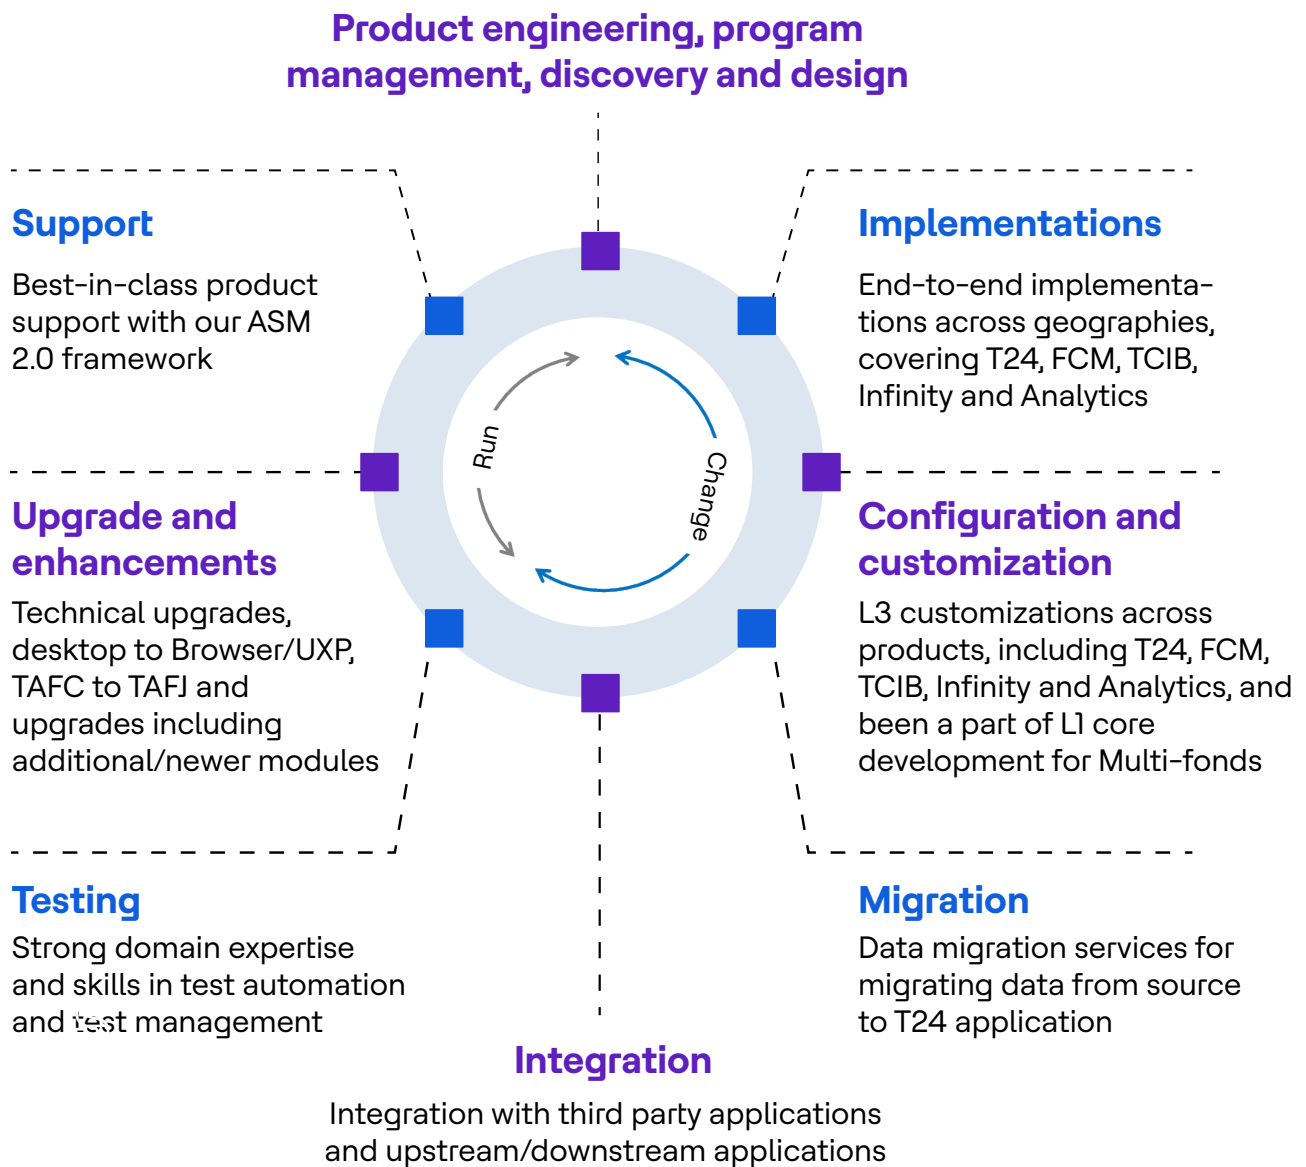 Product engineering, program
management, discovery and design
Support
Best-in-class product
support with our ASM
2.0 framework
Implementations
End-to-end implementa-
tions across geographies,
covering T24, FCM, TCIB,
Infinity and Analytics
Run
Change
Upgrade and
enhancements
Technical upgrades,
desktop to Browser/UXP,
TAFC to TAFJ and
upgrades including
additional/newer modules
Configuration and
customization
L3 customizations across
products, including T24, FCM,
TCIB, Infinity and Analytics, and
been a part of L1 core
development for Multi-fonds
Testing
Strong domain expertise
and skills in test automation
and test management
Migration
Data migration services for
migrating data from source
to T24 application
Integration
Integration with third party applications
and upstream/downstream applications